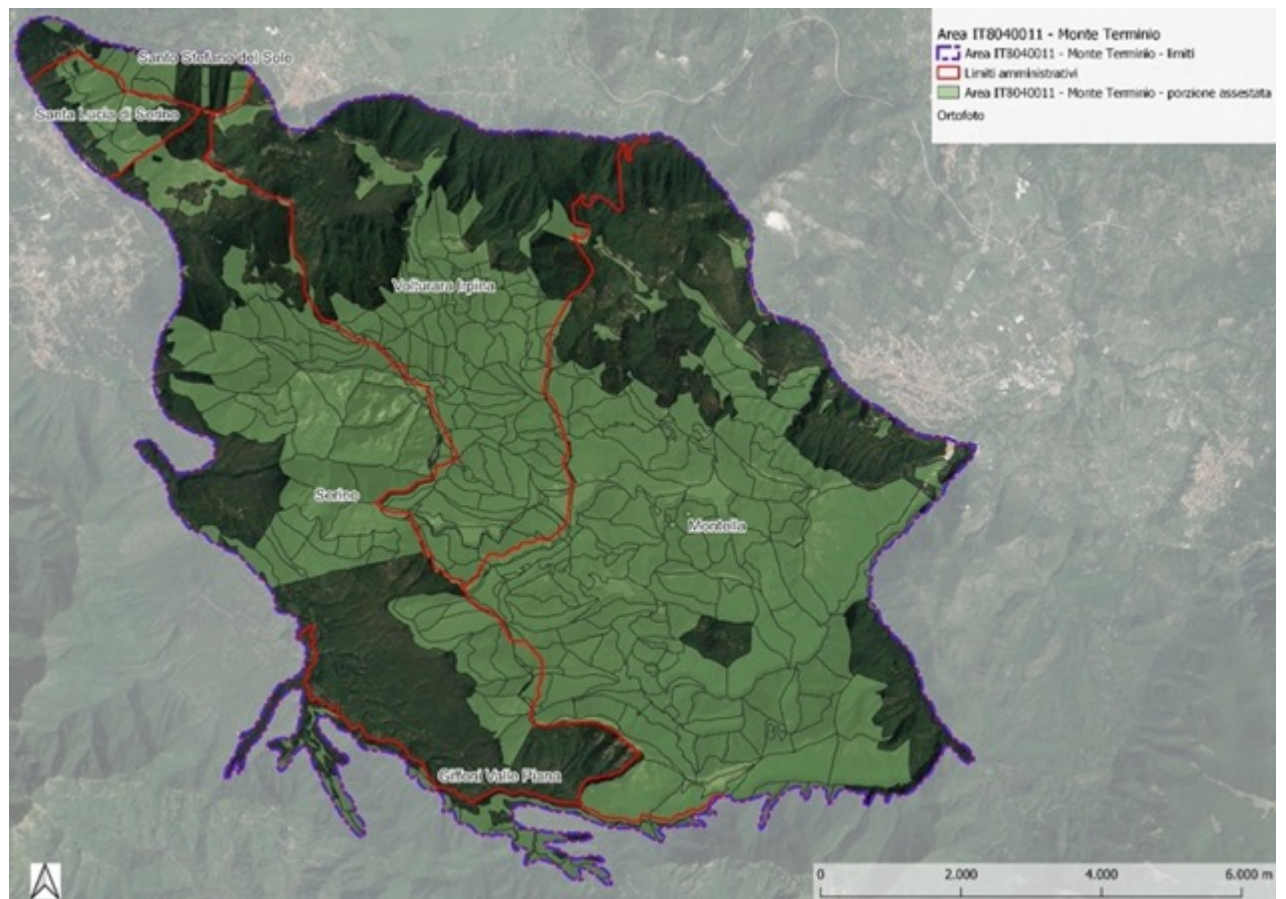 Area IT8040011 - Monte Terminio
Area IT8040011 - Monte Terminio - limiti
Limiti amministrativi
Area IT8040011 - Monte Terminio - porzione assestata
Ortofoto
Santo Stefano del Sole
Santa Lucia di Serino
Volturara Irpina
Serino
Montella
Giffoni Valle Piana
0 2.000 4.000 6.000 m